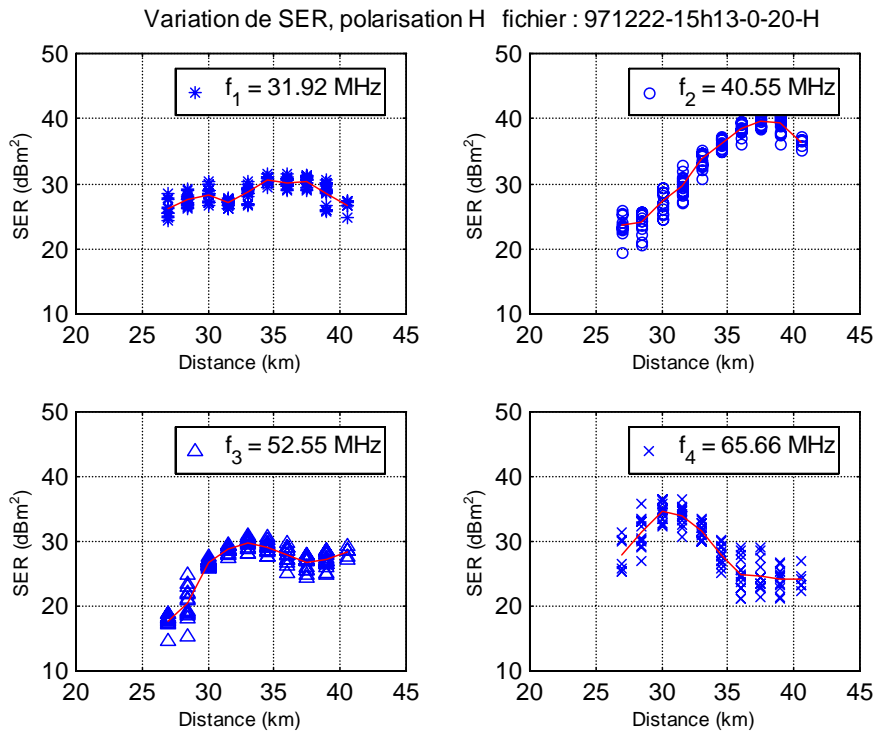 Variation de SER, polarisation H   fichier : 971222-15h13-0-20-H
f1 = 31.92 MHz
50
40
30
20
10
SER (dBm²)
20 25 30 35 40 45
Distance (km)
f2 = 40.55 MHz
50
40
30
20
10
SER (dBm²)
20 25 30 35 40 45
Distance (km)
f3 = 52.55 MHz
50
40
30
20
10
SER (dBm²)
20 25 30 35 40 45
Distance (km)
f4 = 65.66 MHz
50
40
30
20
10
SER (dBm²)
20 25 30 35 40 45
Distance (km)